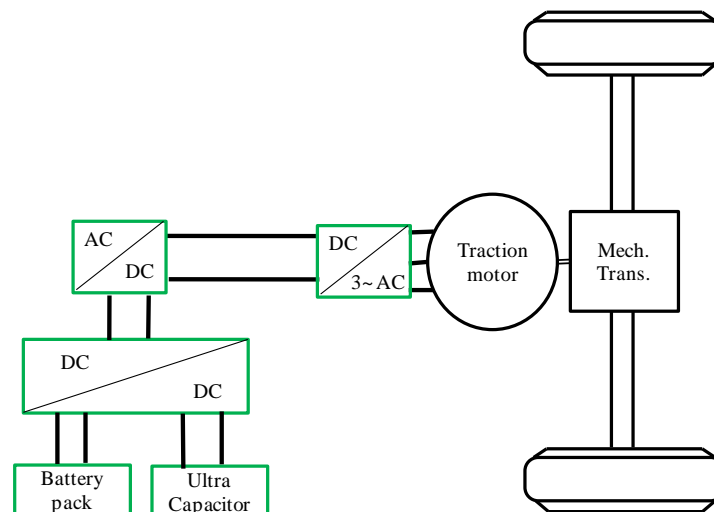 AC
DC
DC
3~ AC
Traction
motor
Mech.
Trans.
DC
DC
Battery
pack
Ultra
Capacitor